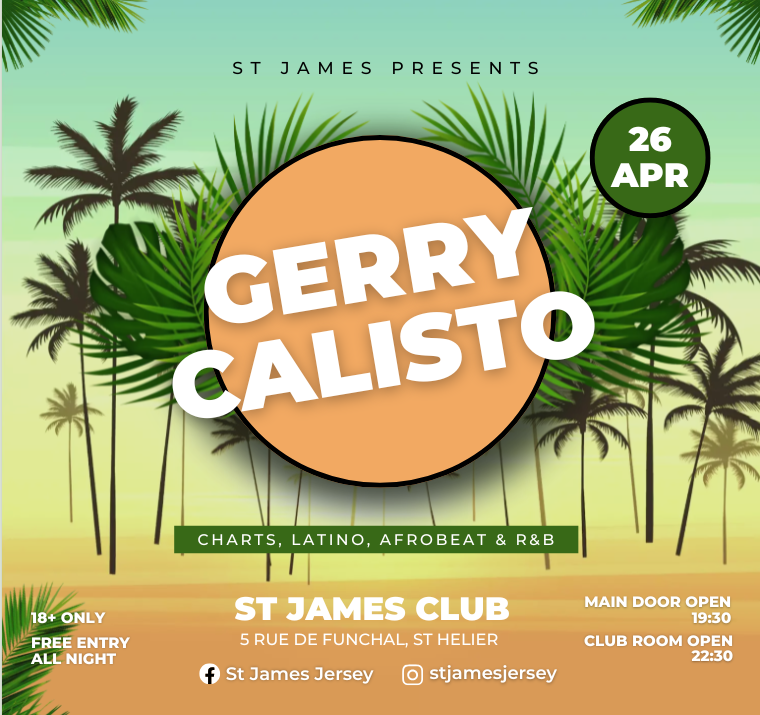 ST JAMES PRESENTS
26
APR
GERRY
CALISTO
CHARTS, LATINO, AFROBEAT & R&B
18+ ONLY
FREE ENTRY
ALL NIGHT
ST JAMES CLUB
5 RUE DE FUNCHAL, ST HELIER
St James Jersey
stjamesjersey
MAIN DOOR OPEN
19:30
CLUB ROOM OPEN
22:30